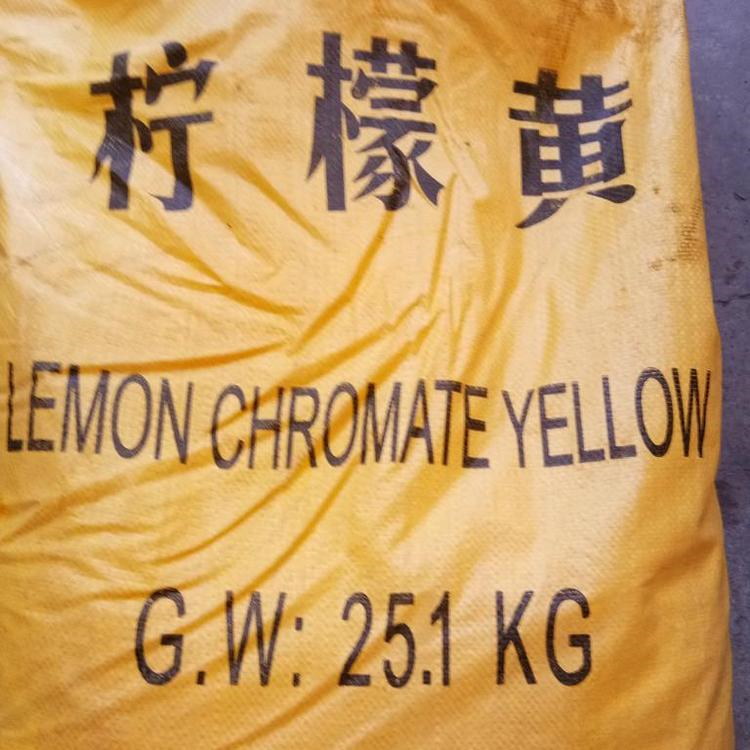 柠檬黄
LEMON CHROMATE YELLOW
G.W: 25.1 KG